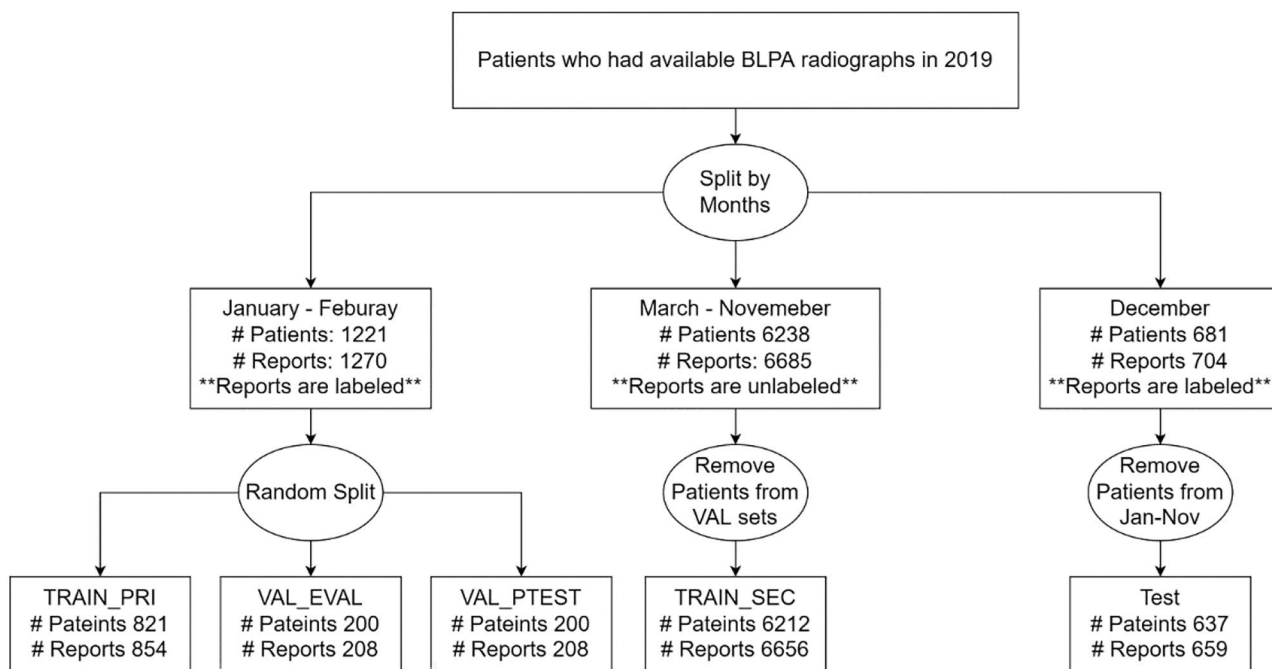 Patients who had available BLPA radiographs in 2019
Split by
Months
January - Feburay
# Patients: 1221
# Reports: 1270
**Reports are labeled**
March - Novemeber
# Patients 6238
# Reports: 6685
**Reports are unlabeled**
December
# Patients 681
# Reports 704
**Reports are labeled**
Random Split
Remove
Patients from
VAL sets
Remove
Patients from
Jan-Nov
TRAIN_PRI
# Pateints 821
# Reports 854
VAL_EVAL
# Pateints 200
# Reports 208
VAL_PTEST
# Pateints 200
# Reports 208
TRAIN_SEC
# Pateints 6212
# Reports 6656
Test
# Pateints 637
# Reports 659